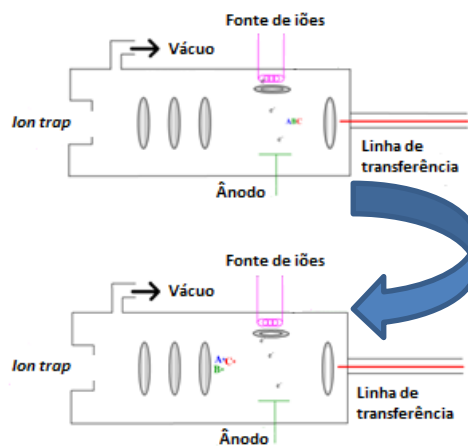 Fonte de iões
Vácuo
Ion trap
e⁻
ABC
e⁻
Linha de
transferência
Ânodo
Fonte de iões
Vácuo
Ion trap
A⁺C⁺
B⁺
e⁻
e⁻
Linha de
transferência
Ânodo